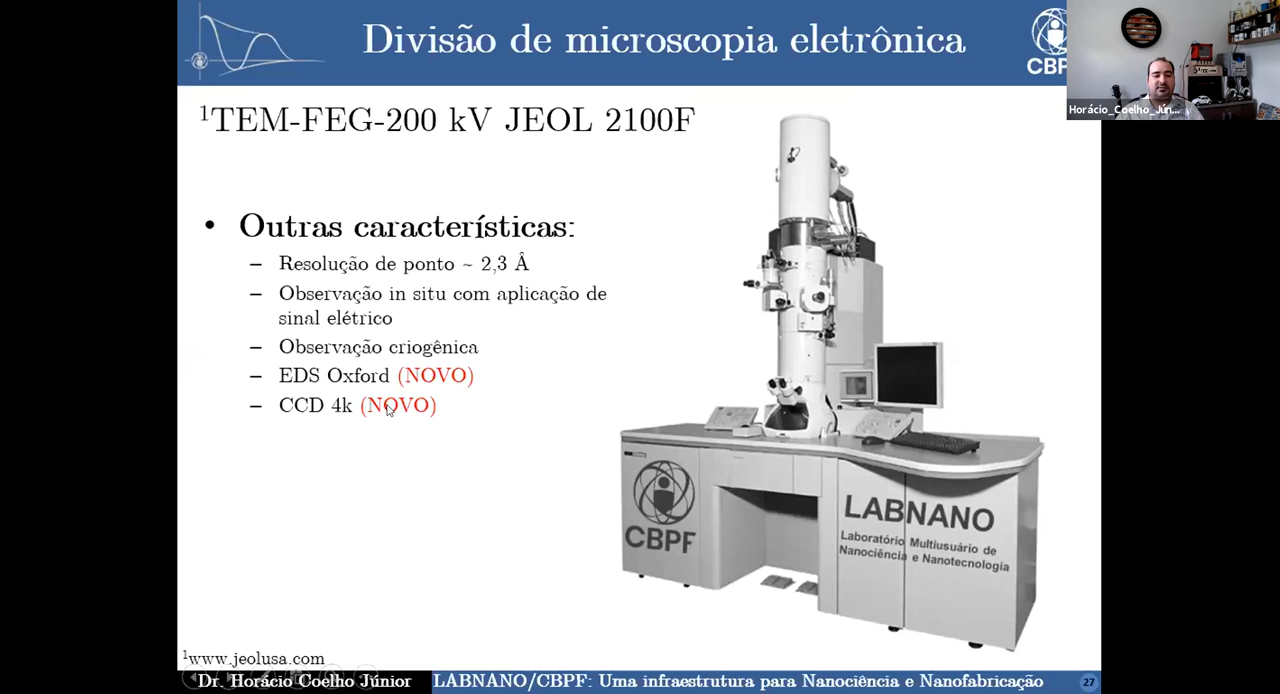 Divisão de microscopia eletrônica
CBPF
Horácio_Coelho_Jún...
¹TEM-FEG-200 kV JEOL 2100F
• Outras características:
– Resolução de ponto ~ 2,3 Å
– Observação in situ com aplicação de
sinal elétrico
– Observação criogênica
– EDS Oxford (NOVO)
– CCD 4k (NOVO)
CBPF
LABNANO
Laboratório Multiusuário de
Nanociência e Nanotecnologia
¹www.jeolusa.com
Dr. Horácio Coelho Júnior
LABNANO/CBPF: Uma infraestrutura para Nanociência e Nanofabricação
27